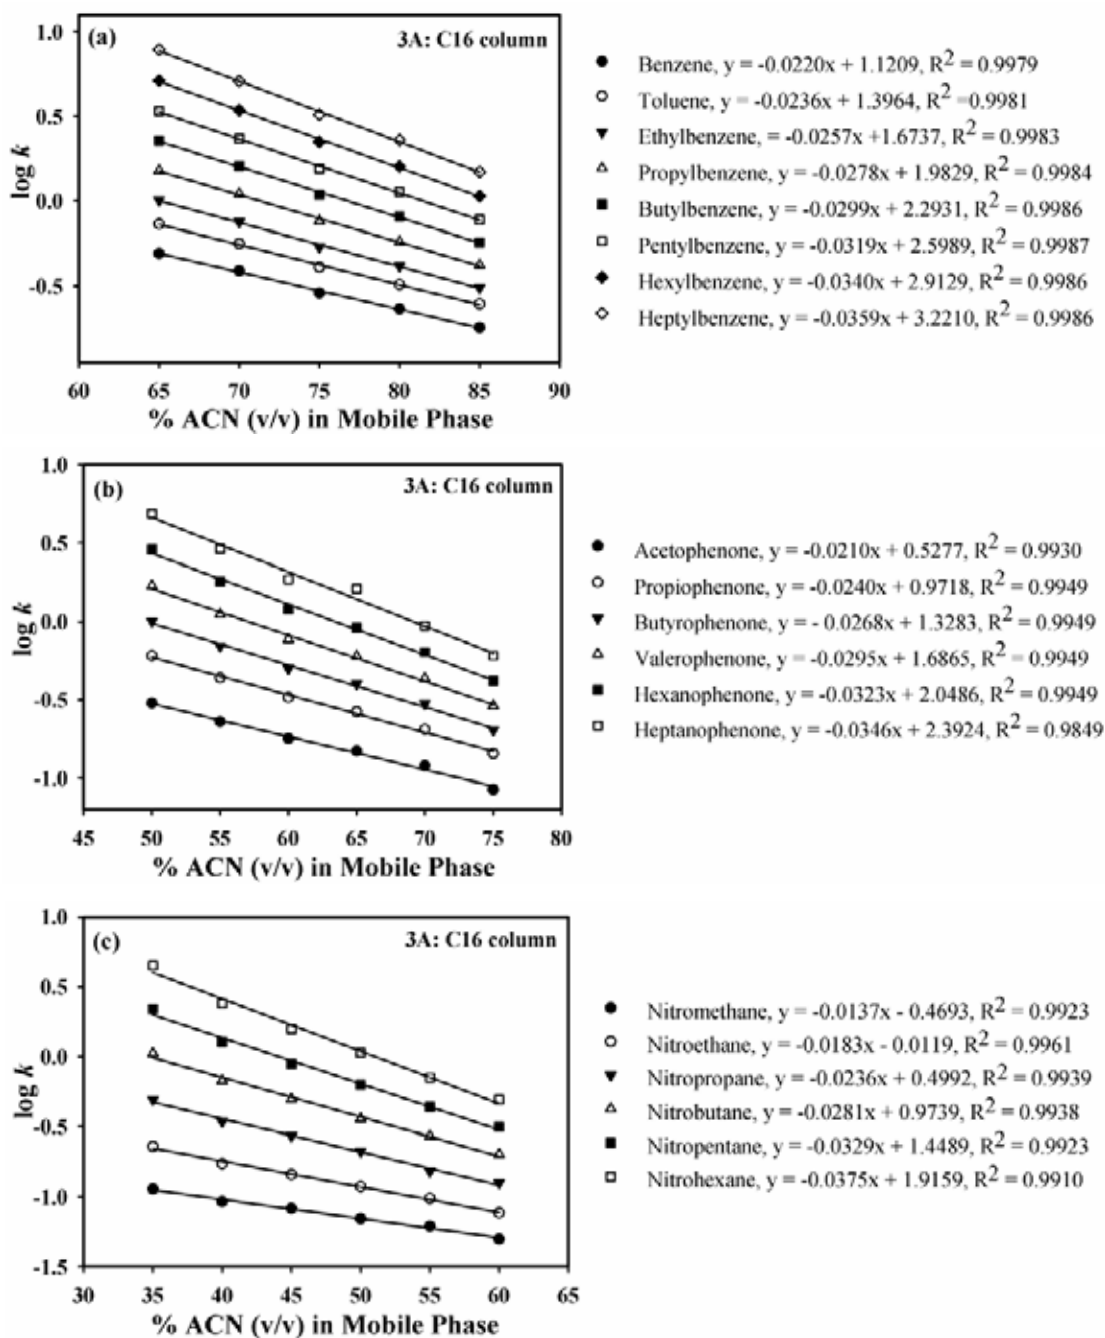 (a)
3A: C16 column
1.0
0.5
0.0
-0.5
log k
60 65 70 75 80 85 90
% ACN (v/v) in Mobile Phase
Benzene, y = -0.0220x + 1.1209, R² = 0.9979
Toluene, y = -0.0236x + 1.3964, R² =0.9981
Ethylbenzene, = -0.0257x +1.6737, R² = 0.9983
Propylbenzene, y = -0.0278x + 1.9829, R² = 0.9984
Butylbenzene, y = -0.0299x + 2.2931, R² = 0.9986
Pentylbenzene, y = -0.0319x + 2.5989, R² = 0.9987
Hexylbenzene, y = -0.0340x + 2.9129, R² = 0.9986
Heptylbenzene, y = -0.0359x + 3.2210, R² = 0.9986
(b)
3A: C16 column
1.0
0.5
0.0
-0.5
-1.0
log k
45 50 55 60 65 70 75 80
% ACN (v/v) in Mobile Phase
Acetophenone, y = -0.0210x + 0.5277, R² = 0.9930
Propiophenone, y = -0.0240x + 0.9718, R² = 0.9949
Butyrophenone, y = - 0.0268x + 1.3283, R² = 0.9949
Valerophenone, y = -0.0295x + 1.6865, R² = 0.9949
Hexanophenone, y = -0.0323x + 2.0486, R² = 0.9949
Heptanophenone, y = -0.0346x + 2.3924, R² = 0.9849
(c)
3A: C16 column
1.0
0.5
0.0
-0.5
-1.0
-1.5
log k
30 35 40 45 50 55 60 65
% ACN (v/v) in Mobile Phase
Nitromethane, y = -0.0137x - 0.4693, R² = 0.9923
Nitroethane, y = -0.0183x - 0.0119, R² = 0.9961
Nitropropane, y = -0.0236x + 0.4992, R² = 0.9939
Nitrobutane, y = -0.0281x + 0.9739, R² = 0.9938
Nitropentane, y = -0.0329x + 1.4489, R² = 0.9923
Nitrohexane, y = -0.0375x + 1.9159, R² = 0.9910